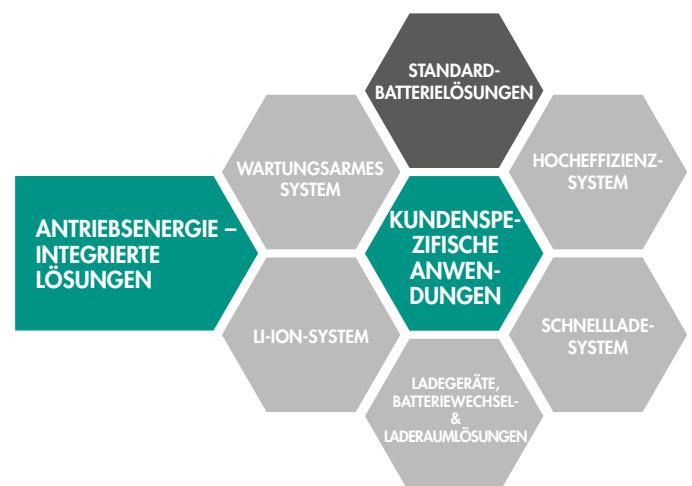 STANDARD-
BATTERIELÖSUNGEN
WARTUNGSARMES
SYSTEM
HOCHEFFIZIENZ-
SYSTEM
ANTRIEBSENERGIE –
INTEGRIERTE
LÖSUNGEN
KUNDENSPE-
ZIFISCHE
ANWEN-
DUNGEN
LI-ION-SYSTEM
SCHNELLLADE-
SYSTEM
LADEGERÄTE,
BATTERIEWECHSEL-
&
LADERAUMLÖSUNGEN